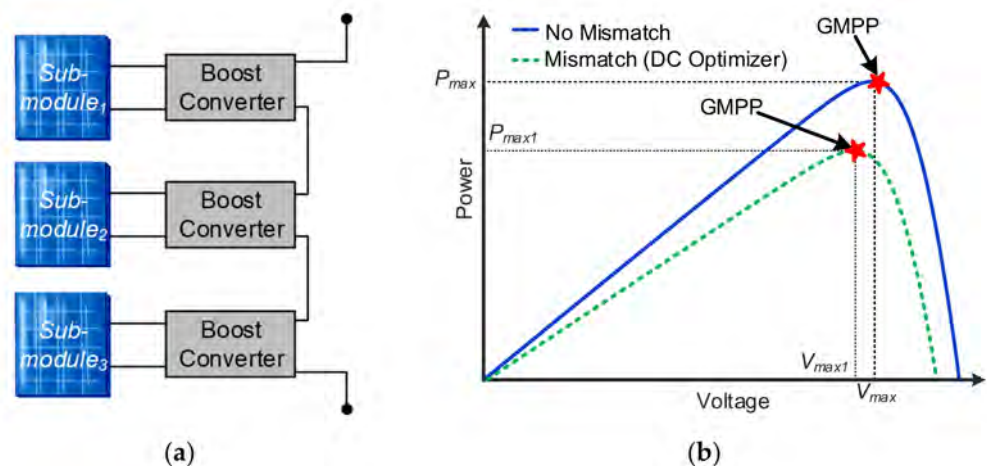 Sub-
module1
Boost
Converter
Sub-
module2
Boost
Converter
Sub-
module3
Boost
Converter
(a)
No Mismatch
Mismatch (DC Optimizer)
GMPP
GMPP
Pmax
Pmax1
Power
Vmax1
Vmax
Voltage
(b)